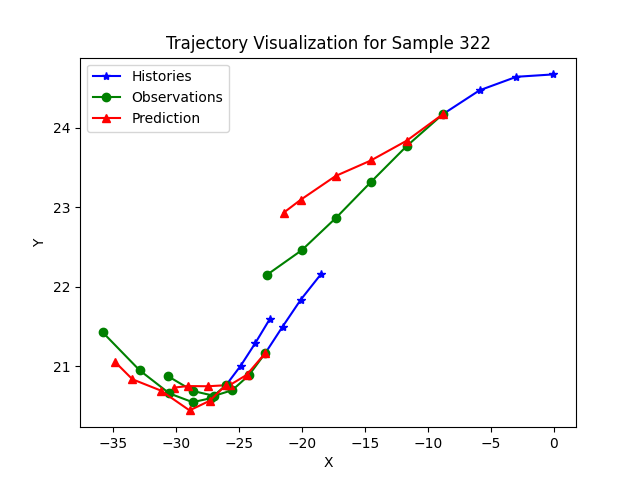 Trajectory Visualization for Sample 322
Histories
Observations
Prediction
Y
24
23
22
21
−35 −30 −25 −20 −15 −10 −5 0
X